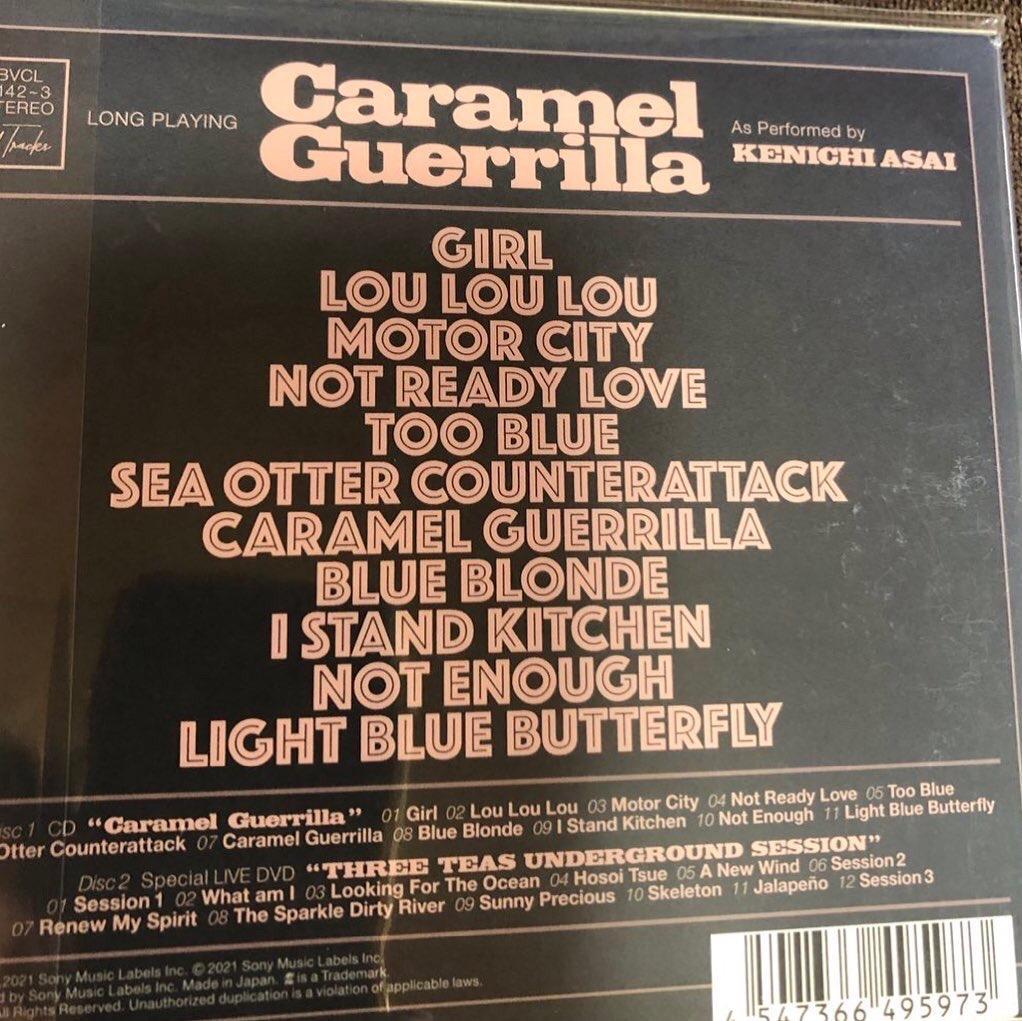 BVCL
142~3
TEREO
Tracks
LONG PLAYING
Caramel
Guerrilla
As Performed by
KENICHI ASAI
GIRL
LOU LOU LOU
MOTOR CITY
NOT READY LOVE
TOO BLUE
SEA OTTER COUNTERATTACK
CARAMEL GUERRILLA
BLUE BLONDE
I STAND KITCHEN
NOT ENOUGH
LIGHT BLUE BUTTERFLY
isc 1 CD “Caramel Guerrilla” 01 Girl 02 Lou Lou Lou 03 Motor City 04 Not Ready Love 05 Too Blue
Otter Counterattack 07 Caramel Guerrilla 08 Blue Blonde 09 I Stand Kitchen 10 Not Enough 11 Light Blue Butterfly
Disc 2 Special LIVE DVD “THREE TEAS UNDERGROUND SESSION”
01 Session 1 02 What am I 03 Looking For The Ocean 04 Hosoi Tsue 05 A New Wind 06 Session 2
07 Renew My Spirit 08 The Sparkle Dirty River 09 Sunny Precious 10 Skeleton 11 Jalapeño 12 Session 3
2021 Sony Music Labels Inc. © 2021 Sony Music Labels Inc.
d by Sony Music Labels Inc. Made in Japan. is a Trademark.
ll Rights Reserved. Unauthorized duplication is a violation of applicable laws.
4 547366 495973